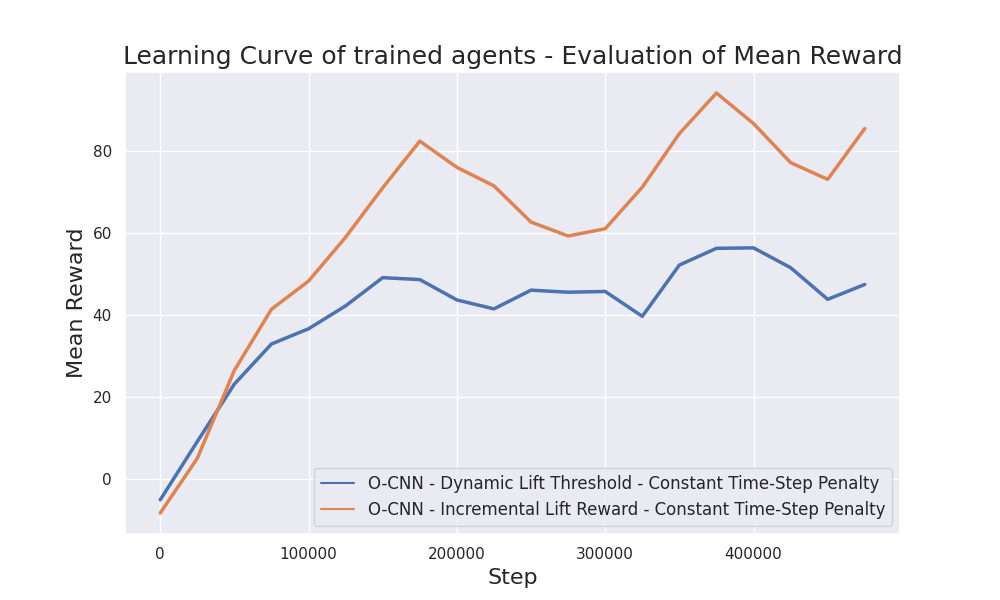 Learning Curve of trained agents - Evaluation of Mean Reward
Mean Reward
80
60
40
20
0
O-CNN - Dynamic Lift Threshold - Constant Time-Step Penalty
O-CNN - Incremental Lift Reward - Constant Time-Step Penalty
0 100000 200000 300000 400000
Step